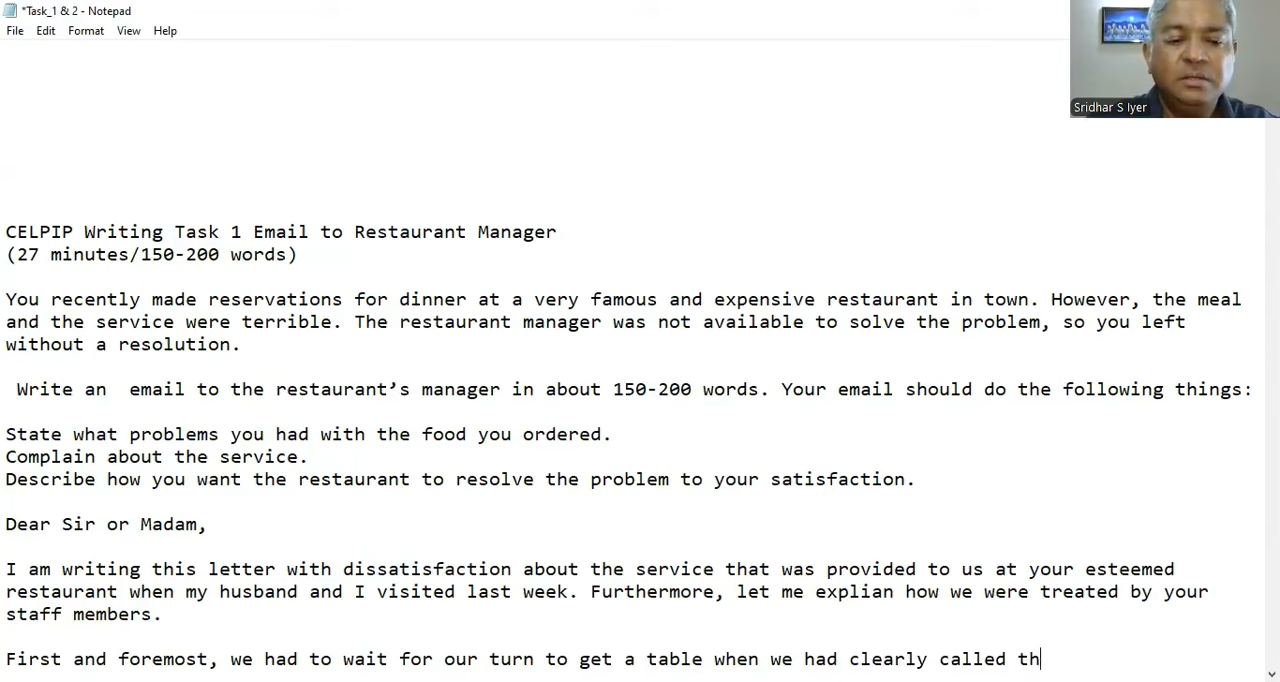 *Task_1 & 2 - Notepad
File Edit Format View Help
Sridhar S Iyer
CELPIP Writing Task 1 Email to Restaurant Manager
(27 minutes/150-200 words)
You recently made reservations for dinner at a very famous and expensive restaurant in town. However, the meal
and the service were terrible. The restaurant manager was not available to solve the problem, so you left
without a resolution.
Write an  email to the restaurant’s manager in about 150-200 words. Your email should do the following things:
State what problems you had with the food you ordered.
Complain about the service.
Describe how you want the restaurant to resolve the problem to your satisfaction.
Dear Sir or Madam,
I am writing this letter with dissatisfaction about the service that was provided to us at your esteemed
restaurant when my husband and I visited last week. Furthermore, let me explian how we were treated by your
staff members.
First and foremost, we had to wait for our turn to get a table when we had clearly called th